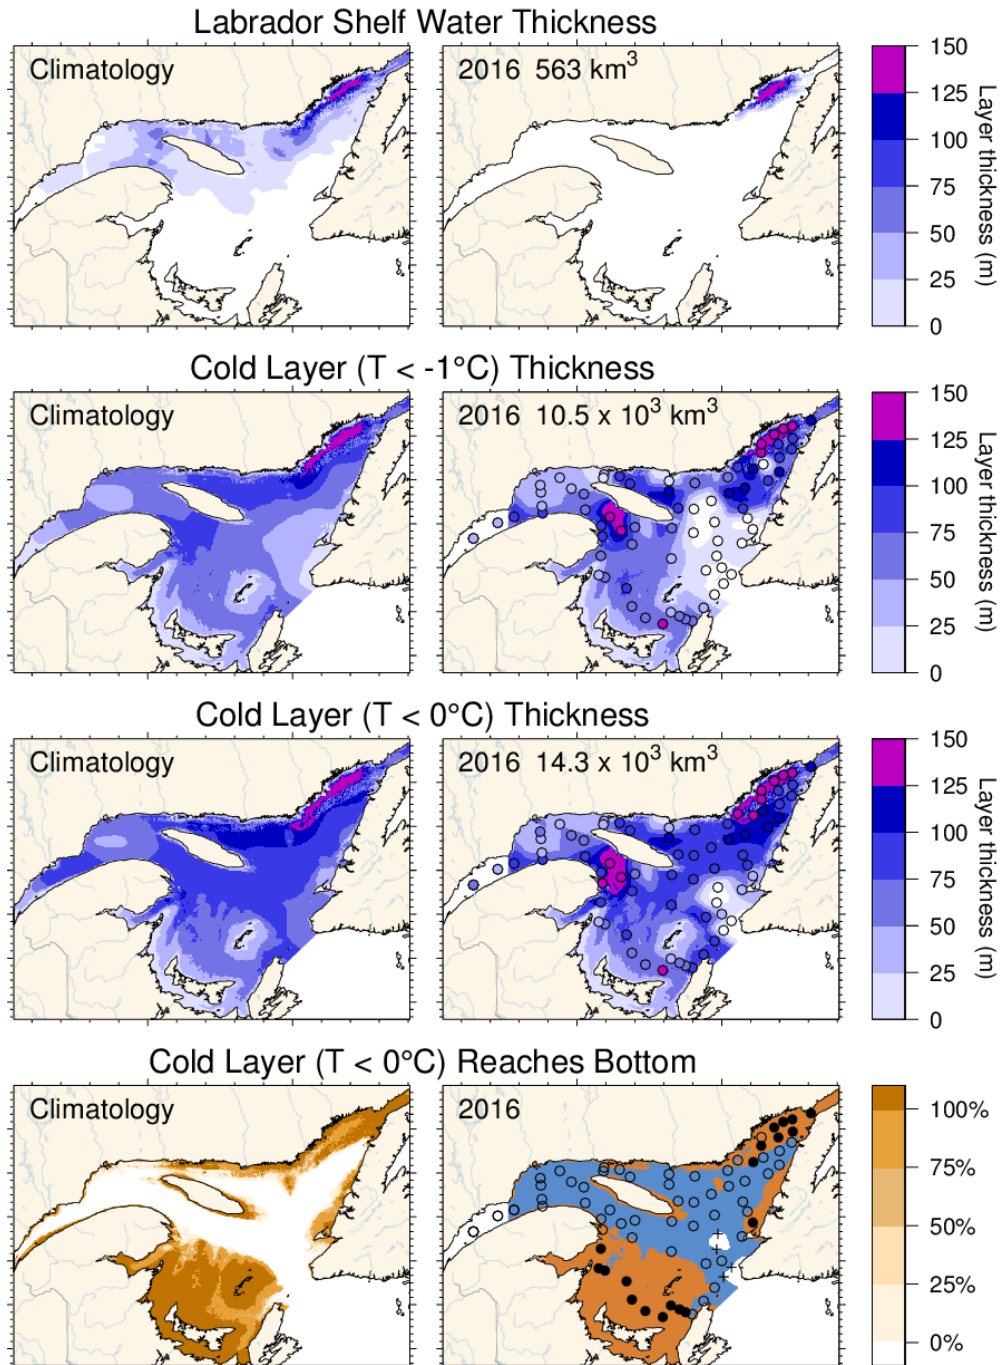 Labrador Shelf Water Thickness
Climatology
2016 563 km³
150
125
100
75
50
25
0
Layer thickness (m)
Cold Layer (T < -1°C) Thickness
Climatology
2016 10.5 x 10³ km³
150
125
100
75
50
25
0
Layer thickness (m)
Cold Layer (T < 0°C) Thickness
Climatology
2016 14.3 x 10³ km³
150
125
100
75
50
25
0
Layer thickness (m)
Cold Layer (T < 0°C) Reaches Bottom
Climatology
2016
100%
75%
50%
25%
0%